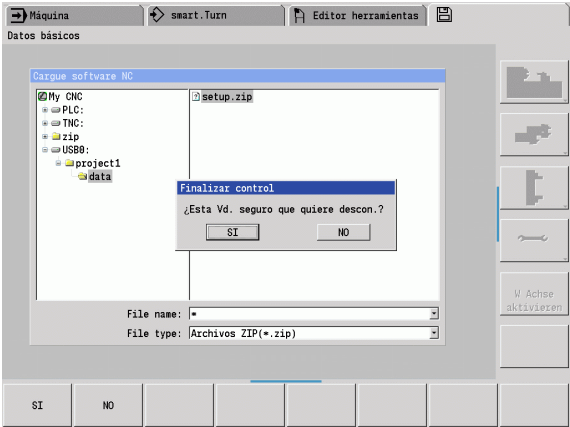 Máquina
smart.Turn
Editor herramientas
Datos básicos
Cargue software NC
My CNC
PLC:
TNC:
zip
USB0:
project1
data
setup.zip
Finalizar control
¿Esta Vd. seguro que quiere descon.?
SI
NO
File name: *
File type: Archivos ZIP(*.zip)
W Achse
aktivieren
SI
NO